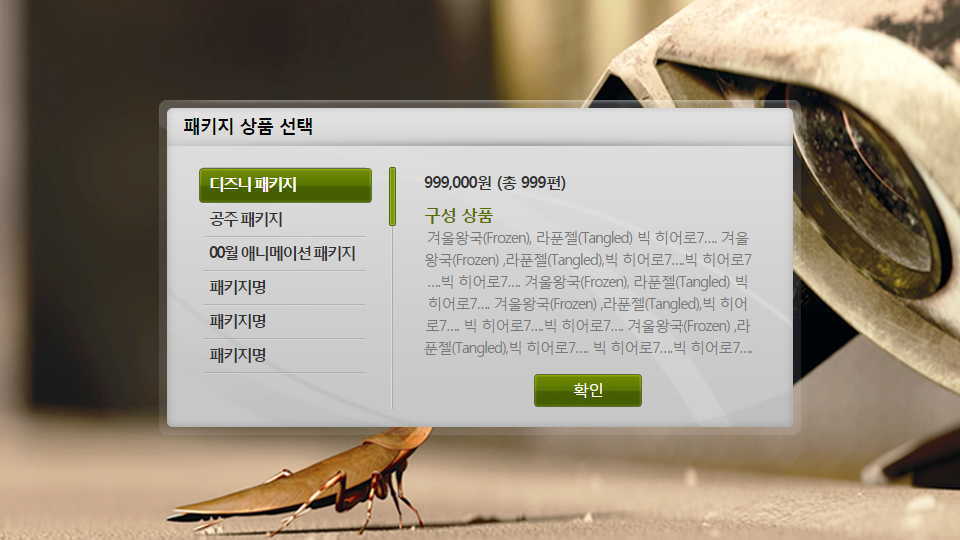 패키지 상품 선택
디즈니 패키지
공주 패키지
00월 애니메이션 패키지
패키지명
패키지명
패키지명
999,000원 (총 999편)
구성 상품
겨울왕국(Frozen), 라푼젤(Tangled) 빅 히어로7.... 겨울
왕국(Frozen) ,라푼젤(Tangled),빅 히어로7....빅 히어로7
....빅 히어로7.... 겨울왕국(Frozen), 라푼젤(Tangled) 빅
히어로7.... 겨울왕국(Frozen) ,라푼젤(Tangled),빅 히어
로7.... 빅 히어로7....빅 히어로7.... 겨울왕국(Frozen) ,라
푼젤(Tangled),빅 히어로7.... 빅 히어로7....빅 히어로7....
확인